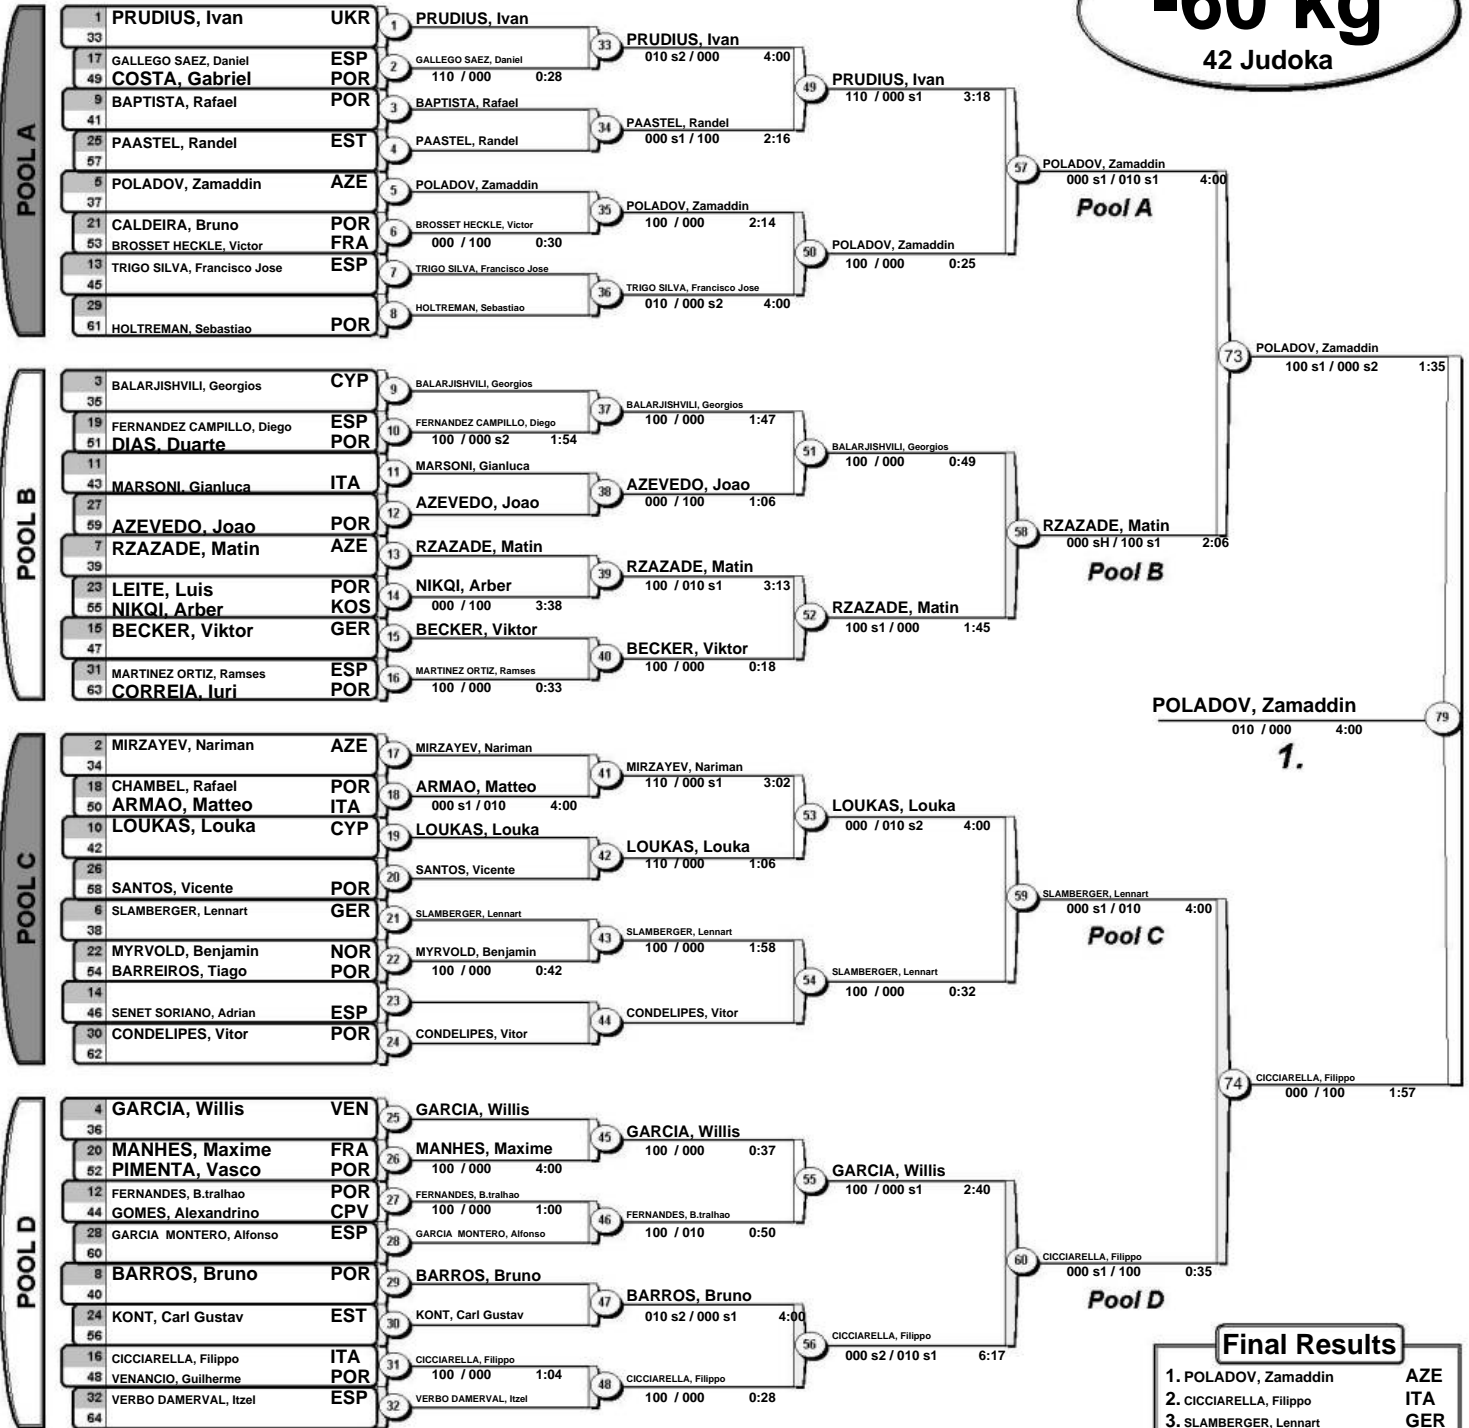 -60 kg
42 Judoka
POOL A
1 PRUDIUS, Ivan UKR
33
17 GALLEGO SAEZ, Daniel ESP
49 COSTA, Gabriel POR
9 BAPTISTA, Rafael POR
41
25 PAASTEL, Randel EST
57
5 POLADOV, Zamaddin AZE
37
21 CALDEIRA, Bruno POR
53 BROSSET HECKLE, Victor FRA
13 TRIGO SILVA, Francisco Jose ESP
45
29
61 HOLTREMAN, Sebastiao POR
1 PRUDIUS, Ivan
2 GALLEGO SAEZ, Daniel
110 / 000 0:28
3 BAPTISTA, Rafael
4 PAASTEL, Randel
5 POLADOV, Zamaddin
6 BROSSET HECKLE, Victor
000 / 100 0:30
7 TRIGO SILVA, Francisco Jose
8 HOLTREMAN, Sebastiao
33 PRUDIUS, Ivan
010 s2 / 000 4:00
34 PAASTEL, Randel
000 s1 / 100 2:16
35 POLADOV, Zamaddin
100 / 000 2:14
36 TRIGO SILVA, Francisco Jose
010 / 000 s2 4:00
49 PRUDIUS, Ivan
110 / 000 s1 3:18
50 POLADOV, Zamaddin
100 / 000 0:25
57 POLADOV, Zamaddin
000 s1 / 010 s1 4:00
Pool A
POOL B
3 BALARJISHVILI, Georgios CYP
35
19 FERNANDEZ CAMPILLO, Diego ESP
51 DIAS, Duarte POR
11
43 MARSONI, Gianluca ITA
27
59 AZEVEDO, Joao POR
7 RZAZADE, Matin AZE
39
23 LEITE, Luis POR
55 NIKQI, Arber KOS
15 BECKER, Viktor GER
47
31 MARTINEZ ORTIZ, Ramses ESP
63 CORREIA, Iuri POR
9 BALARJISHVILI, Georgios
10 FERNANDEZ CAMPILLO, Diego
100 / 000 s2 1:54
11 MARSONI, Gianluca
12 AZEVEDO, Joao
13 RZAZADE, Matin
14 NIKQI, Arber
000 / 100 3:38
15 BECKER, Viktor
16 MARTINEZ ORTIZ, Ramses
100 / 000 0:33
37 BALARJISHVILI, Georgios
100 / 000 1:47
38 AZEVEDO, Joao
000 / 100 1:06
39 RZAZADE, Matin
100 / 010 s1 3:13
40 BECKER, Viktor
100 / 000 0:18
51 BALARJISHVILI, Georgios
100 / 000 0:49
52 RZAZADE, Matin
100 s1 / 000 1:45
58 RZAZADE, Matin
000 sH / 100 s1 2:06
Pool B
73 POLADOV, Zamaddin
100 s1 / 000 s2 1:35
POLADOV, Zamaddin 79
010 / 000 4:00
1.
POOL C
2 MIRZAYEV, Nariman AZE
34
18 CHAMBEL, Rafael POR
50 ARMAO, Matteo ITA
10 LOUKAS, Louka CYP
42
26
58 SANTOS, Vicente POR
6 SLAMBERGER, Lennart GER
38
22 MYRVOLD, Benjamin NOR
54 BARREIROS, Tiago POR
14
46 SENET SORIANO, Adrian ESP
30 CONDELIPES, Vitor POR
62
17 MIRZAYEV, Nariman
18 ARMAO, Matteo
000 s1 / 010 4:00
19 LOUKAS, Louka
20 SANTOS, Vicente
21 SLAMBERGER, Lennart
22 MYRVOLD, Benjamin
100 / 000 0:42
23
24 CONDELIPES, Vitor
41 MIRZAYEV, Nariman
110 / 000 s1 3:02
42 LOUKAS, Louka
110 / 000 1:06
43 SLAMBERGER, Lennart
100 / 000 1:58
44 CONDELIPES, Vitor
53 LOUKAS, Louka
000 / 010 s2 4:00
54 SLAMBERGER, Lennart
100 / 000 0:32
59 SLAMBERGER, Lennart
000 s1 / 010 4:00
Pool C
POOL D
4 GARCIA, Willis VEN
36
20 MANHES, Maxime FRA
52 PIMENTA, Vasco POR
12 FERNANDES, B.tralhao POR
44 GOMES, Alexandrino CPV
28 GARCIA MONTERO, Alfonso ESP
60
8 BARROS, Bruno POR
40
24 KONT, Carl Gustav EST
56
16 CICCIARELLA, Filippo ITA
48 VENANCIO, Guilherme POR
32 VERBO DAMERVAL, Itzel ESP
64
25 GARCIA, Willis
26 MANHES, Maxime
100 / 000 4:00
27 FERNANDES, B.tralhao
100 / 000 1:00
28 GARCIA MONTERO, Alfonso
29 BARROS, Bruno
30 KONT, Carl Gustav
31 CICCIARELLA, Filippo
100 / 000 1:04
32 VERBO DAMERVAL, Itzel
45 GARCIA, Willis
100 / 000 0:37
46 FERNANDES, B.tralhao
100 / 010 0:50
47 BARROS, Bruno
010 s2 / 000 s1 4:00
48 CICCIARELLA, Filippo
100 / 000 0:28
55 GARCIA, Willis
100 / 000 s1 2:40
56 CICCIARELLA, Filippo
000 s2 / 010 s1 6:17
60 CICCIARELLA, Filippo
000 s1 / 100 0:35
Pool D
74 CICCIARELLA, Filippo
000 / 100 1:57
Final Results
1. POLADOV, Zamaddin AZE
2. CICCIARELLA, Filippo ITA
3. SLAMBERGER, Lennart GER